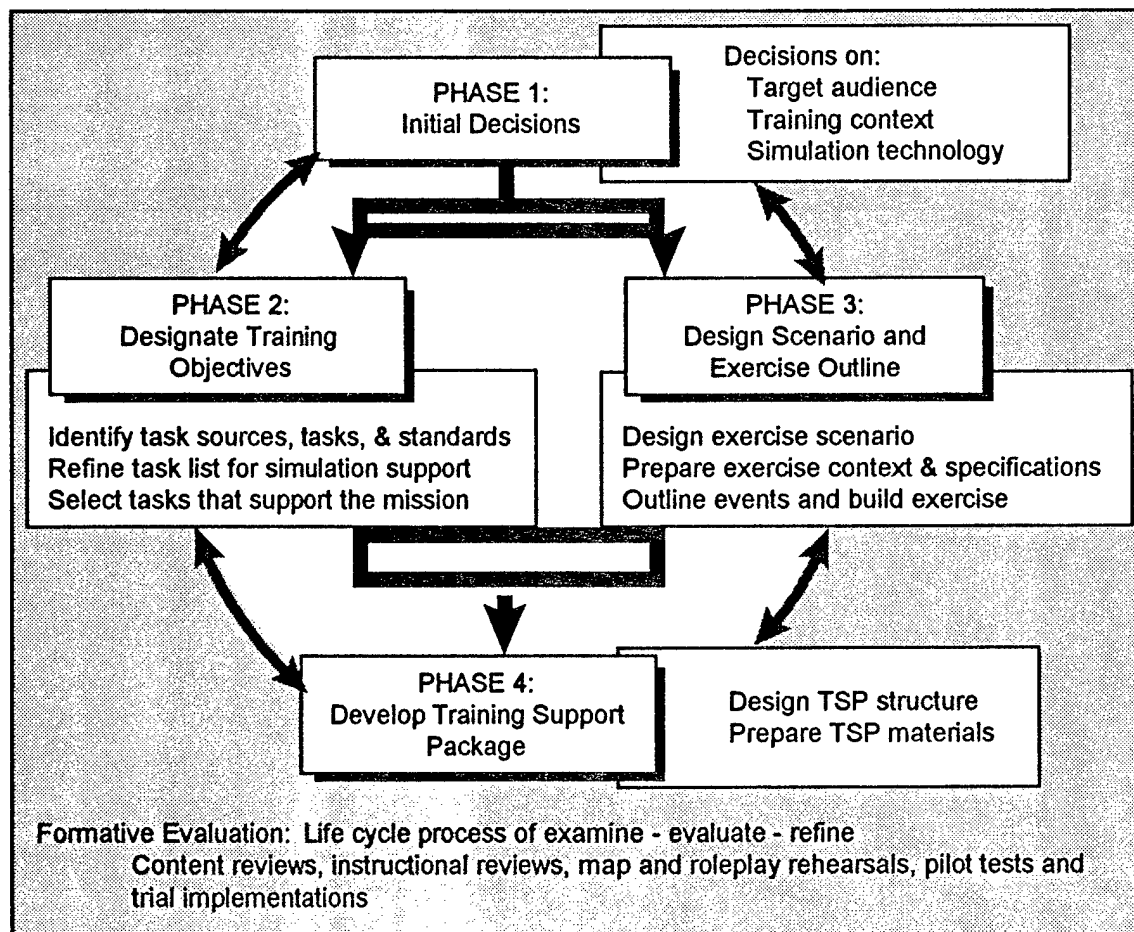 PHASE 1:
Initial Decisions
Decisions on:
Target audience
Training context
Simulation technology
PHASE 2:
Designate Training
Objectives
Identify task sources, tasks, & standards
Refine task list for simulation support
Select tasks that support the mission
PHASE 3:
Design Scenario and
Exercise Outline
Design exercise scenario
Prepare exercise context & specifications
Outline events and build exercise
PHASE 4:
Develop Training Support
Package
Design TSP structure
Prepare TSP materials
Formative Evaluation: Life cycle process of examine - evaluate - refine
Content reviews, instructional reviews, map and roleplay rehearsals, pilot tests and
trial implementations